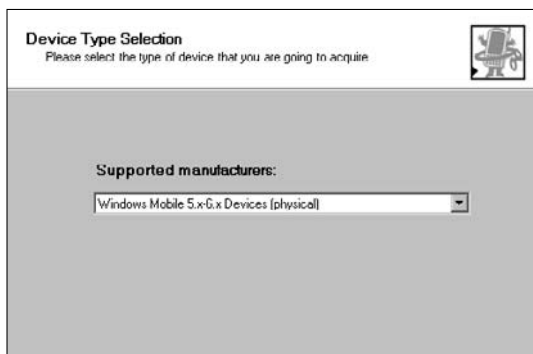 Device Type Selection
Please select the type of device that you are going to acquire
Supported manufacturers:
Windows Mobile 5.x-6.x Devices (physical)